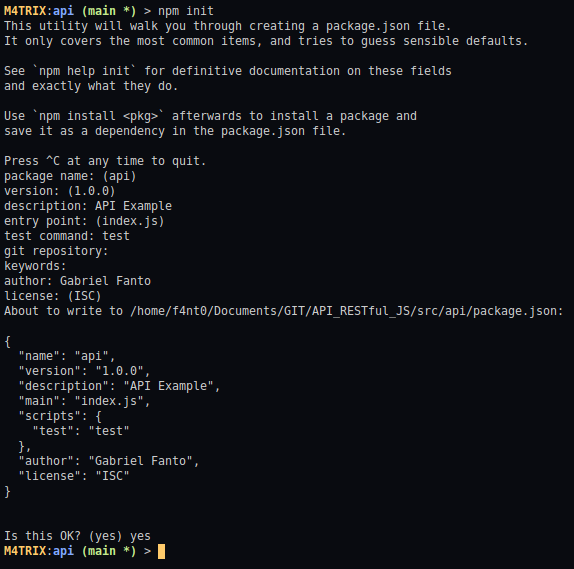 M4TRIX:api (main *) > npm init
This utility will walk you through creating a package.json file.
It only covers the most common items, and tries to guess sensible defaults.

See `npm help init` for definitive documentation on these fields
and exactly what they do.

Use `npm install <pkg>` afterwards to install a package and
save it as a dependency in the package.json file.

Press ^C at any time to quit.
package name: (api)
version: (1.0.0)
description: API Example
entry point: (index.js)
test command: test
git repository:
keywords:
author: Gabriel Fanto
license: (ISC)
About to write to /home/f4nt0/Documents/GIT/API_RESTful_JS/src/api/package.json:

{
  "name": "api",
  "version": "1.0.0",
  "description": "API Example",
  "main": "index.js",
  "scripts": {
    "test": "test"
  },
  "author": "Gabriel Fanto",
  "license": "ISC"
}


Is this OK? (yes) yes
M4TRIX:api (main *) >